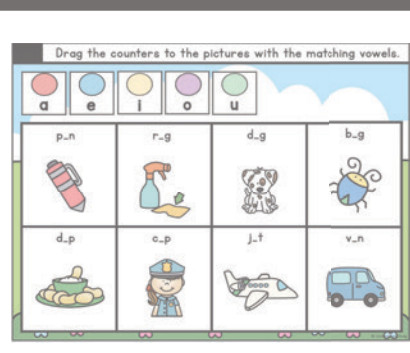 Drag the counters to the pictures with the matching vowels.
a e i o u
p_n r_g d_g b_g
d_p c_p j_t v_n